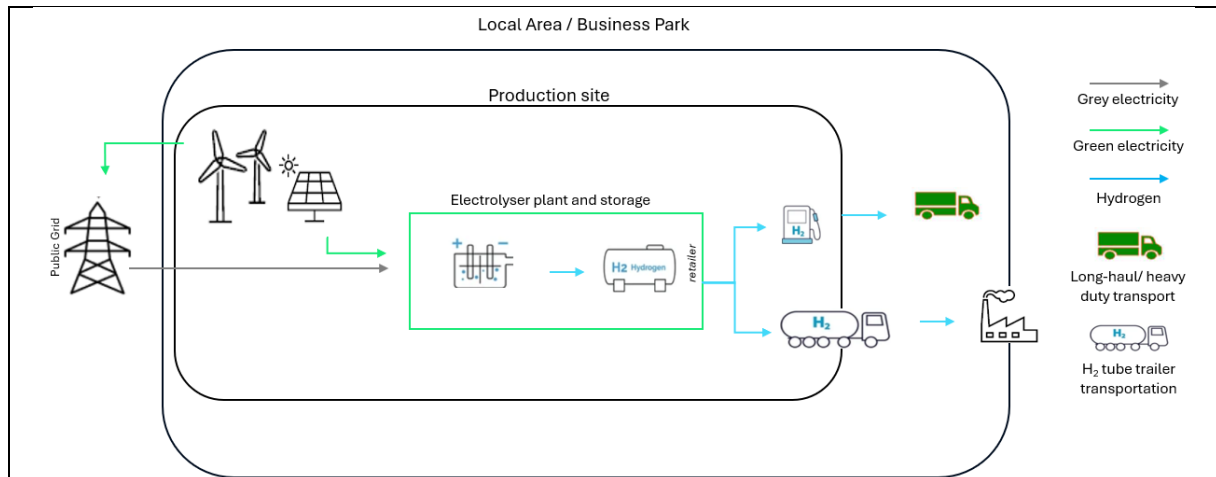 Local Area / Business Park
Production site
Grey electricity
Green electricity
Public Grid
Electrolyser plant and storage
Hydrogen
+ −
H2 Hydrogen
retailer
H2
H2
Long-haul/ heavy
duty transport
H2
H₂ tube trailer
transportation